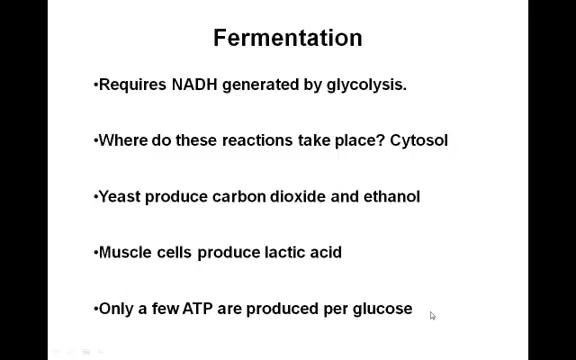 Fermentation
•Requires NADH generated by glycolysis.
•Where do these reactions take place? Cytosol
•Yeast produce carbon dioxide and ethanol
•Muscle cells produce lactic acid
•Only a few ATP are produced per glucose